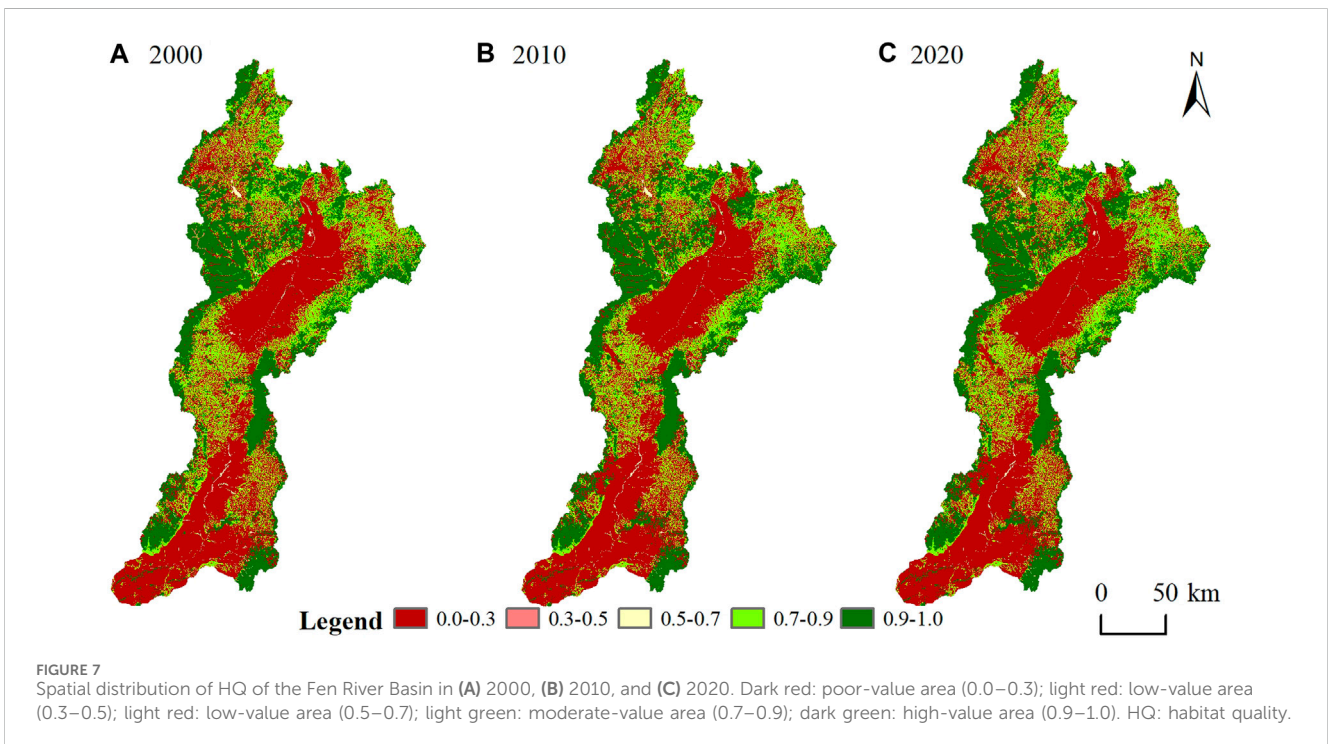 A 2000
B 2010
C 2020
N
0 50 km
Legend 0.0-0.3 0.3-0.5 0.5-0.7 0.7-0.9 0.9-1.0
FIGURE 7
Spatial distribution of HQ of the Fen River Basin in (A) 2000, (B) 2010, and (C) 2020. Dark red: poor-value area (0.0–0.3); light red: low-value area
(0.3–0.5); light red: low-value area (0.5–0.7); light green: moderate-value area (0.7–0.9); dark green: high-value area (0.9–1.0). HQ: habitat quality.